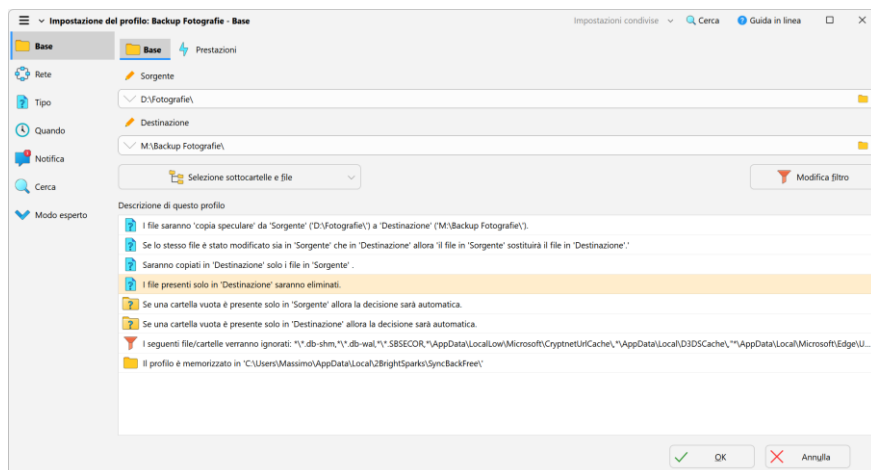 Impostazione del profilo: Backup Fotografie - Base
Impostazioni condivise
Cerca
Guida in linea
Base
Rete
Tipo
Quando
Notifica
Cerca
Modo esperto
Base
Prestazioni
Sorgente
D:\Fotografie\
Destinazione
M:\Backup Fotografie\
Selezione sottocartelle e file
Modifica filtro
Descrizione di questo profilo
I file saranno 'copia speculare' da 'Sorgente' ('D:\Fotografie\') a 'Destinazione' ('M:\Backup Fotografie\').
Se lo stesso file è stato modificato sia in 'Sorgente' che in 'Destinazione' allora 'il file in 'Sorgente' sostituirà il file in 'Destinazione'.'
Saranno copiati in 'Destinazione' solo i file in 'Sorgente' .
I file presenti solo in 'Destinazione' saranno eliminati.
Se una cartella vuota è presente solo in 'Sorgente' allora la decisione sarà automatica.
Se una cartella vuota è presente solo in 'Destinazione' allora la decisione sarà automatica.
I seguenti file/cartelle verranno ignorati: *\*.db-shm,*\*.db-wal,*\*.SBSECOR,*\AppData\LocalLow\Microsoft\CryptnetUrlCache\,*\AppData\Local\D3DSCache\,"*\AppData\Local\Microsoft\Edge\U...
Il profilo è memorizzato in 'C:\Users\Massimo\AppData\Local\2BrightSparks\SyncBackFree\'
OK
Annulla